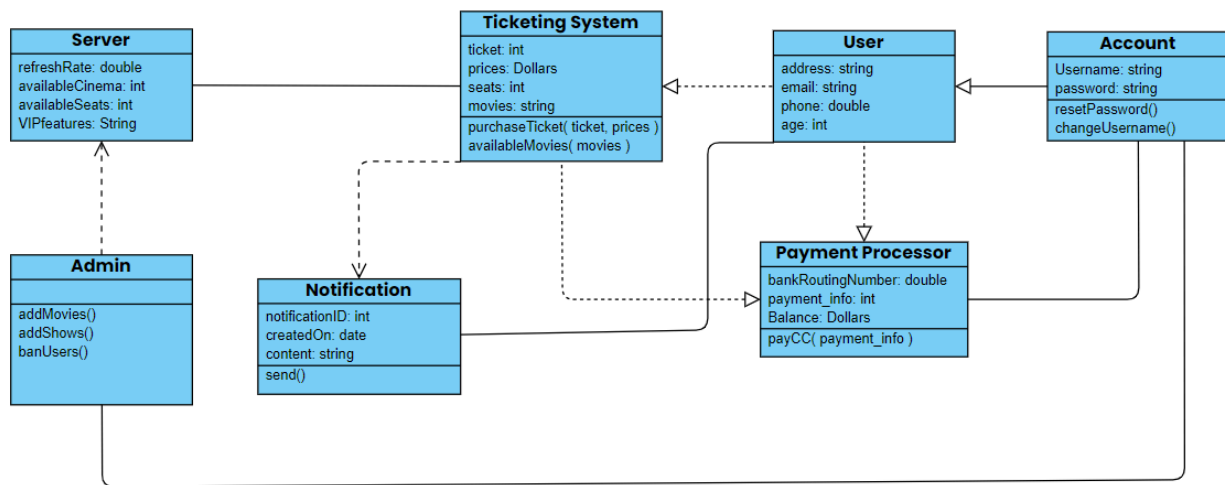 Server
refreshRate: double
availableCinema: int
availableSeats: int
VIPfeatures: String
Ticketing System
ticket: int
prices: Dollars
seats: int
movies: string
purchaseTicket( ticket, prices )
availableMovies( movies )
User
address: string
email: string
phone: double
age: int
Account
Username: string
password: string
resetPassword()
changeUsername()
Admin
addMovies()
addShows()
banUsers()
Notification
notificationID: int
createdOn: date
content: string
send()
Payment Processor
bankRoutingNumber: double
payment_info: int
Balance: Dollars
payCC( payment_info )